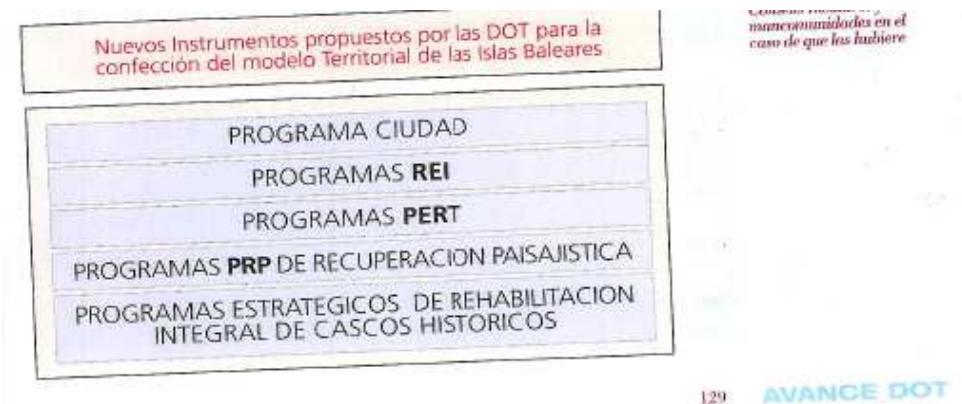 Nuevos Instrumentos propuestos por las DOT para la
confección del modelo Territorial de las Islas Baleares
mancomunidades en el
caso de que las hubiere
PROGRAMA CIUDAD
PROGRAMAS REI
PROGRAMAS PERT
PROGRAMAS PRP DE RECUPERACION PAISAJISTICA
PROGRAMAS ESTRATEGICOS DE REHABILITACION
INTEGRAL DE CASCOS HISTORICOS
129 AVANCE DOT